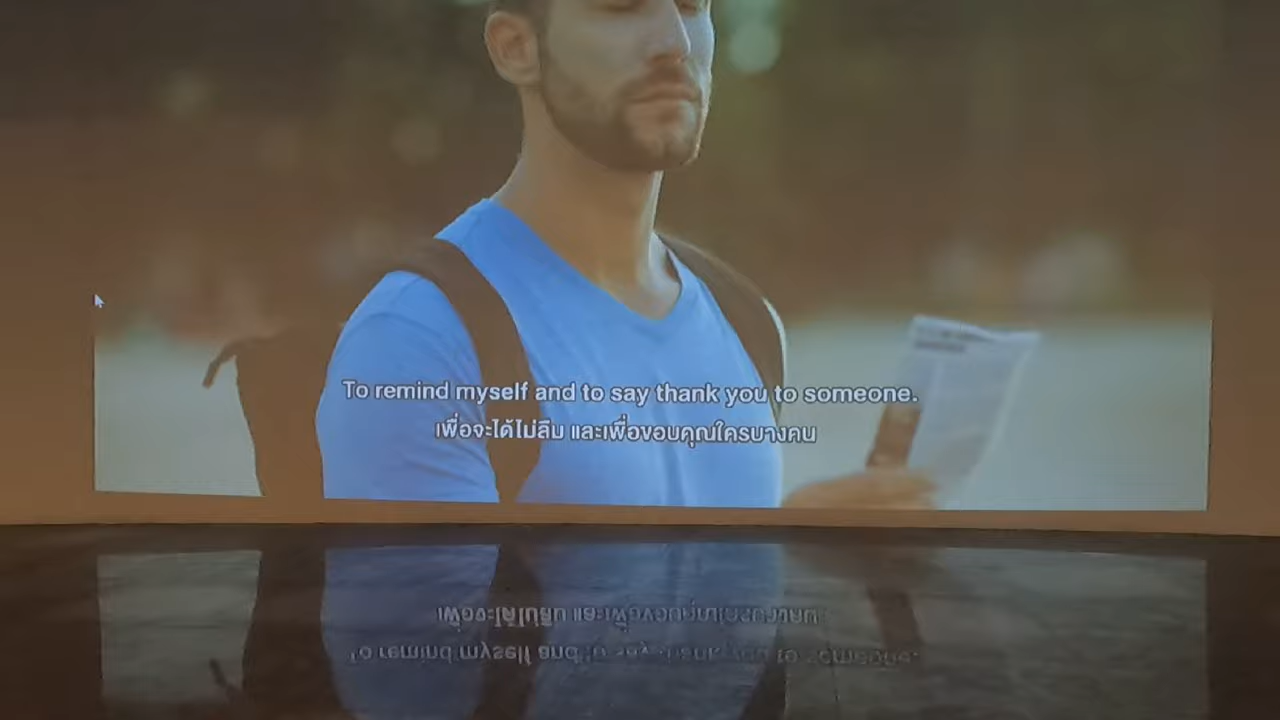 To remind myself and to say thank you to someone.
เพื่อจะได้ไม่ลืม และเพื่อขอบคุณใครบางคน